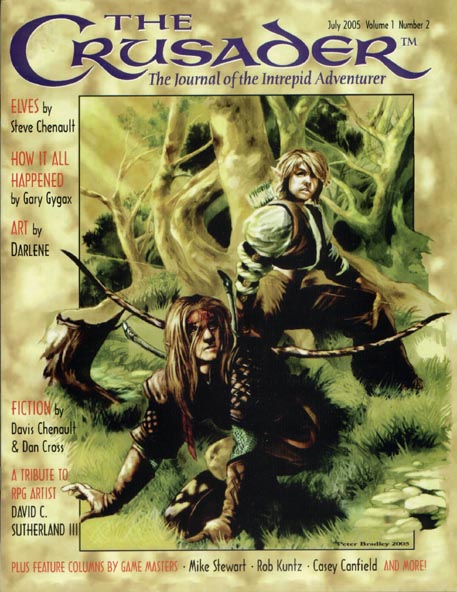 THE
CRUSADER™
July 2005 Volume 1 Number 2
The Journal of the Intrepid Adventurer
ELVES by
Steve Chenault
HOW IT ALL
HAPPENED
by Gary Gygax
ART by
DARLENE
FICTION by
Davis Chenault
& Dan Cross
A TRIBUTE TO
RPG ARTIST
DAVID C.
SUTHERLAND III
Peter Bradley 2005
PLUS FEATURE COLUMNS BY GAME MASTERS · Mike Stewart · Rob Kuntz · Casey Canfield AND MORE!